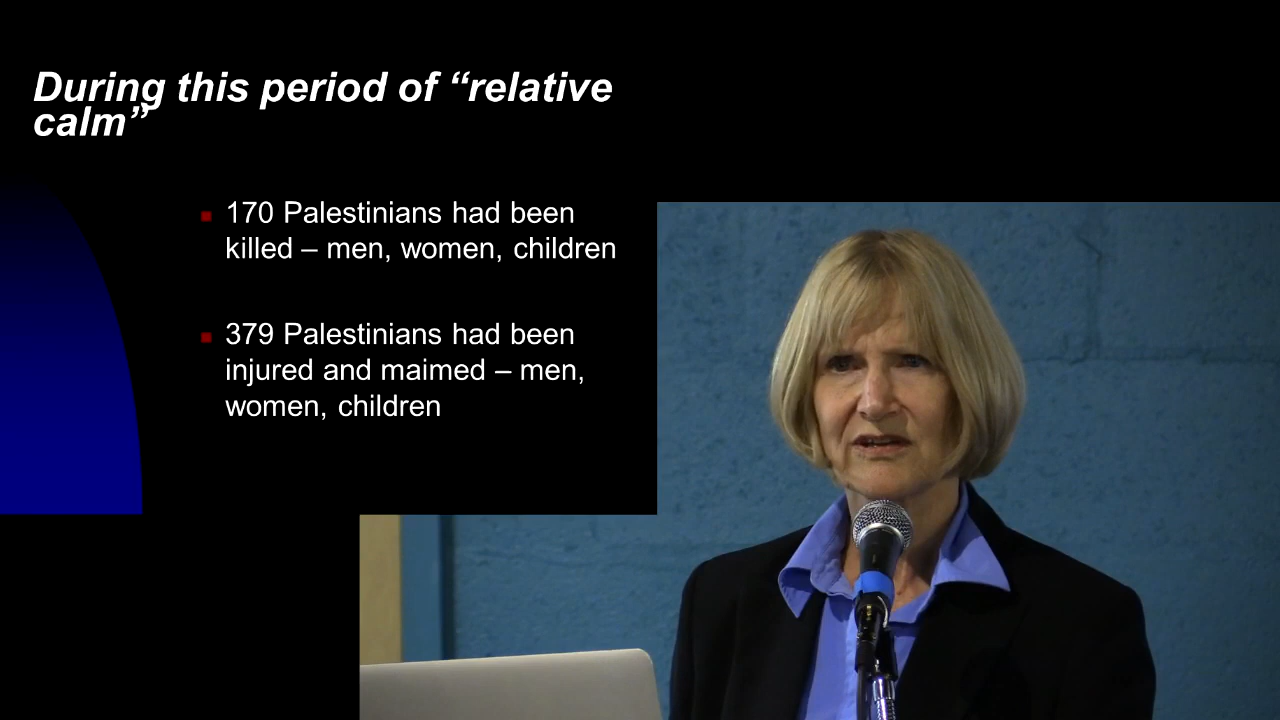 During this period of “relative
calm”
170 Palestinians had been
killed – men, women, children
379 Palestinians had been
injured and maimed – men,
women, children